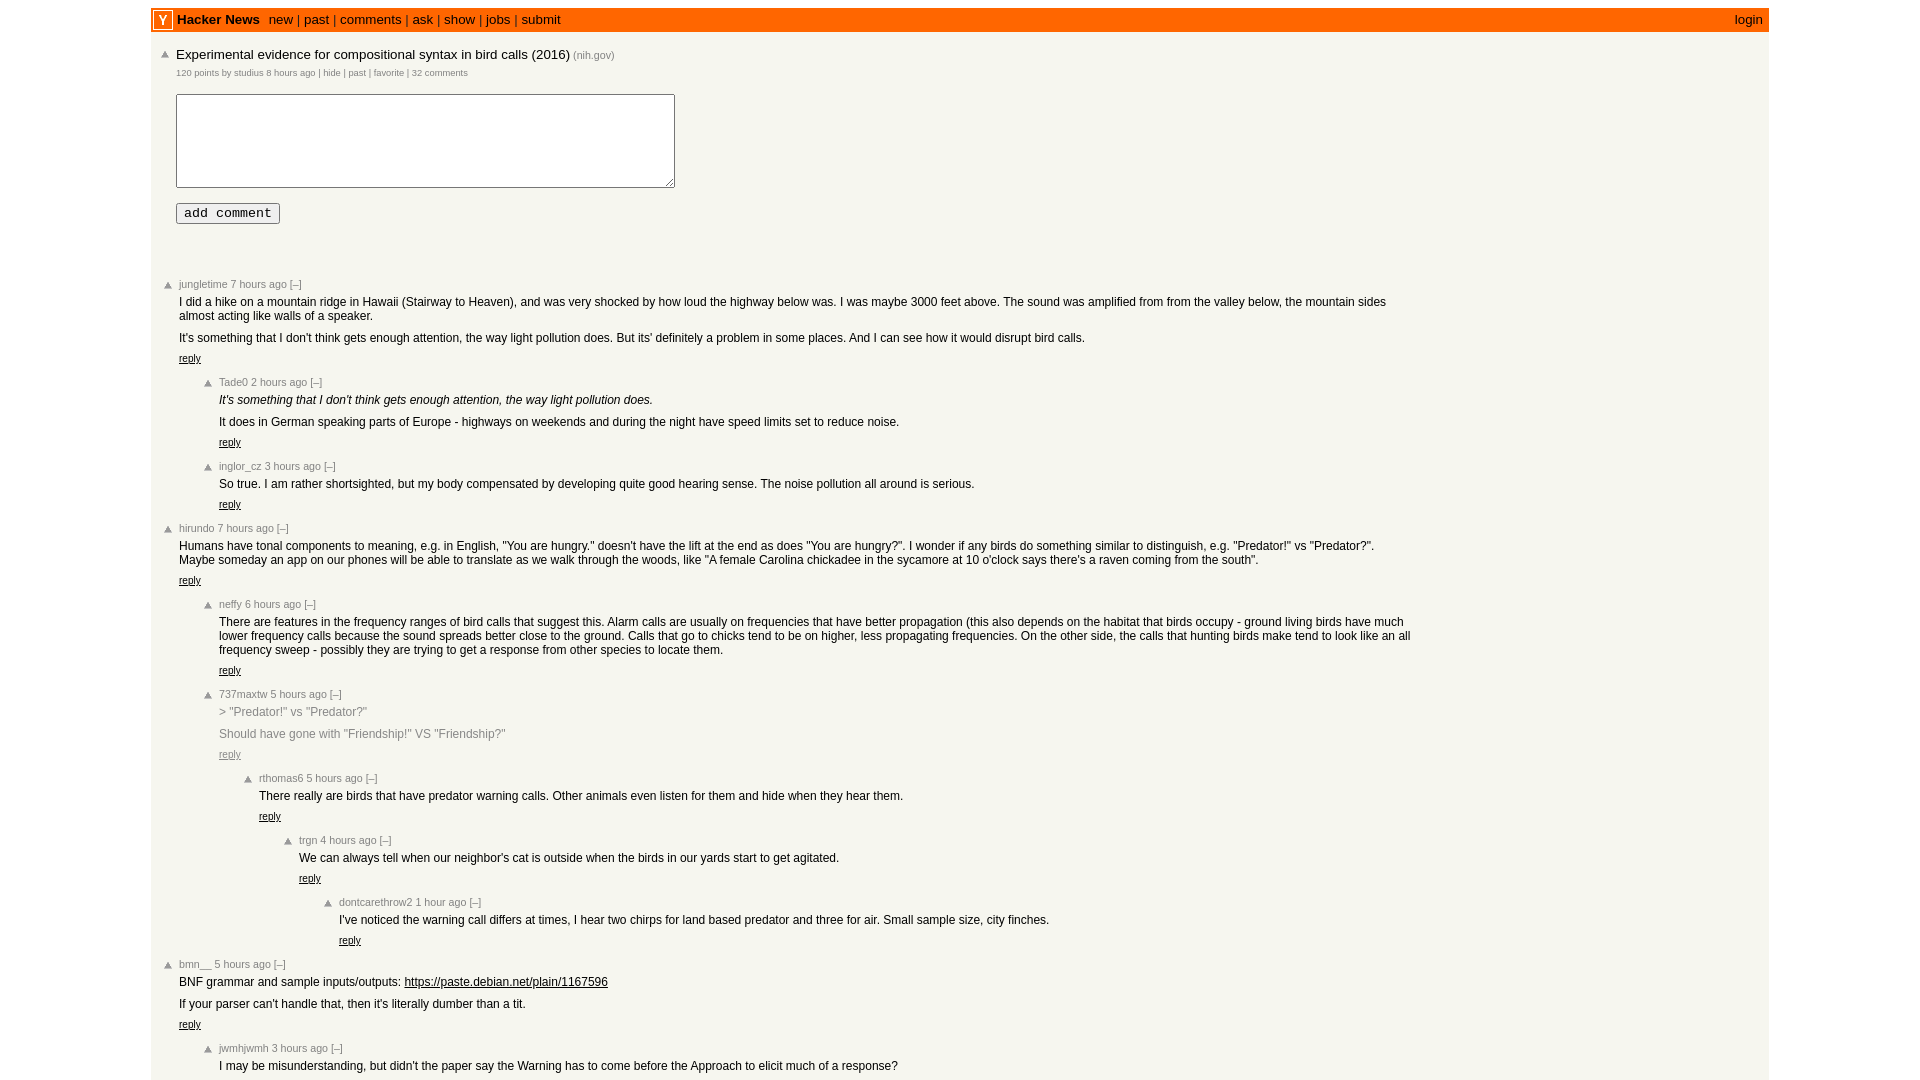 Y Hacker News new | past | comments | ask | show | jobs | submit login
Experimental evidence for compositional syntax in bird calls (2016) (nih.gov)
120 points by studius 8 hours ago | hide | past | favorite | 32 comments
add comment
jungletime 7 hours ago [–]
I did a hike on a mountain ridge in Hawaii (Stairway to Heaven), and was very shocked by how loud the highway below was. I was maybe 3000 feet above. The sound was amplified from from the valley below, the mountain sides
almost acting like walls of a speaker.
It's something that I don't think gets enough attention, the way light pollution does. But its' definitely a problem in some places. And I can see how it would disrupt bird calls.
reply
Tade0 2 hours ago [–]
It's something that I don't think gets enough attention, the way light pollution does.
It does in German speaking parts of Europe - highways on weekends and during the night have speed limits set to reduce noise.
reply
inglor_cz 3 hours ago [–]
So true. I am rather shortsighted, but my body compensated by developing quite good hearing sense. The noise pollution all around is serious.
reply
hirundo 7 hours ago [–]
Humans have tonal components to meaning, e.g. in English, "You are hungry." doesn't have the lift at the end as does "You are hungry?". I wonder if any birds do something similar to distinguish, e.g. "Predator!" vs "Predator?".
Maybe someday an app on our phones will be able to translate as we walk through the woods, like "A female Carolina chickadee in the sycamore at 10 o'clock says there's a raven coming from the south".
reply
neffy 6 hours ago [–]
There are features in the frequency ranges of bird calls that suggest this. Alarm calls are usually on frequencies that have better propagation (this also depends on the habitat that birds occupy - ground living birds have much
lower frequency calls because the sound spreads better close to the ground. Calls that go to chicks tend to be on higher, less propagating frequencies. On the other side, the calls that hunting birds make tend to look like an all
frequency sweep - possibly they are trying to get a response from other species to locate them.
reply
737maxtw 5 hours ago [–]
> "Predator!" vs "Predator?"
Should have gone with "Friendship!" VS "Friendship?"
reply
rthomas6 5 hours ago [–]
There really are birds that have predator warning calls. Other animals even listen for them and hide when they hear them.
reply
trgn 4 hours ago [–]
We can always tell when our neighbor's cat is outside when the birds in our yards start to get agitated.
reply
dontcarethrow2 1 hour ago [–]
I've noticed the warning call differs at times, I hear two chirps for land based predator and three for air. Small sample size, city finches.
reply
bmn__ 5 hours ago [–]
BNF grammar and sample inputs/outputs: https://paste.debian.net/plain/1167596
If your parser can't handle that, then it's literally dumber than a tit.
reply
jwmhjwmh 3 hours ago [–]
I may be misunderstanding, but didn't the paper say the Warning has to come before the Approach to elicit much of a response?